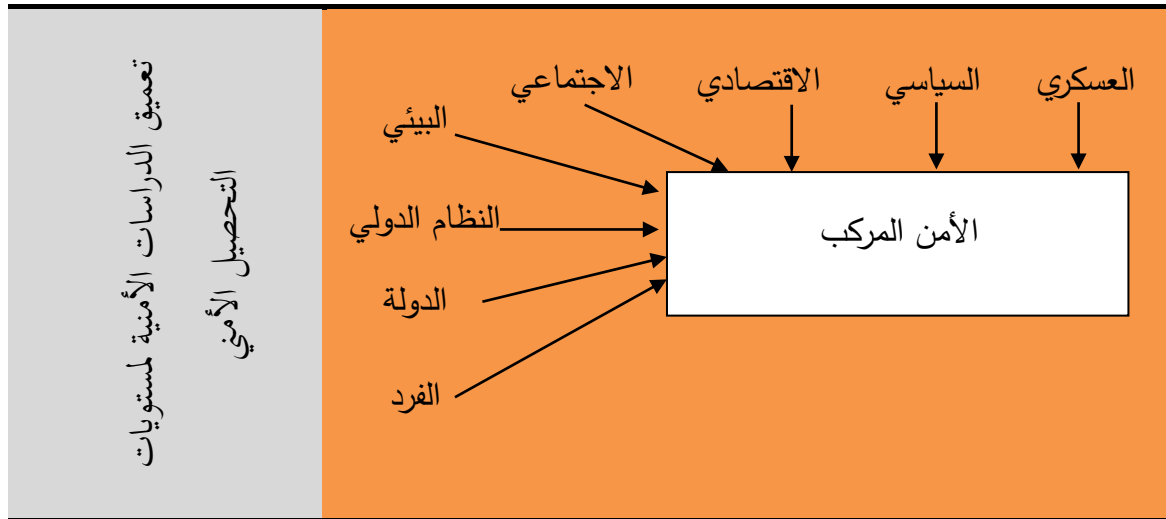 العسكري
السياسي
الاقتصادي
الاجتماعي
البيئي
النظام الدولي
الدولة
الفرد
الأمن المركب
تعميق الدراسات الأمنية لمستويات
التحصيل الأمني